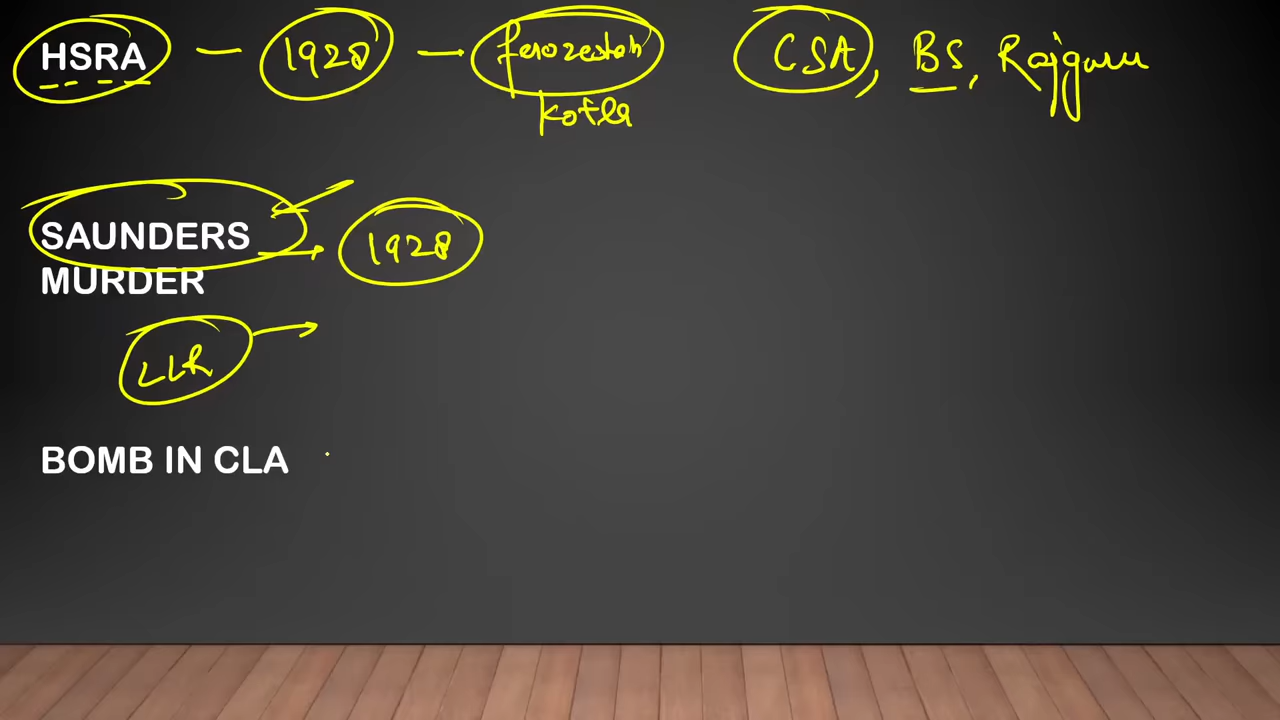 HSRA – 1928 – ferozeshah kotla CSA, BS, Rajguru
SAUNDERS → 1928
MURDER
LLR →
BOMB IN CLA